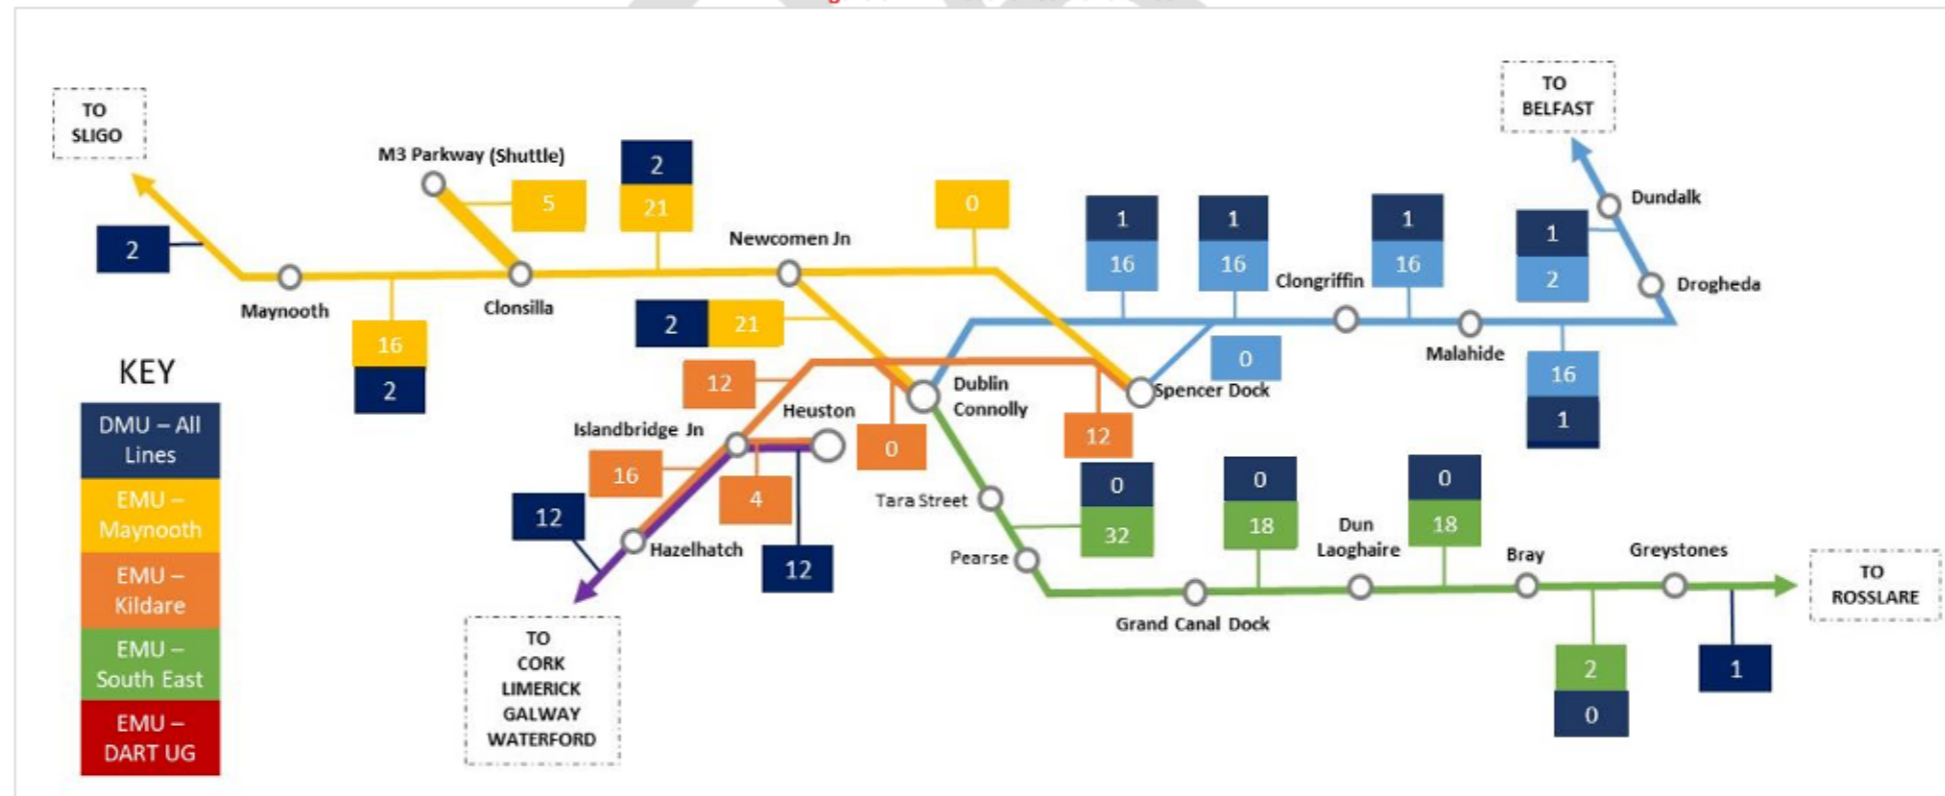 TO
SLIGO
M3 Parkway (Shuttle)
5
2
21
0
TO
BELFAST
Dundalk
2
Newcomen Jn
1
16
1
16
1
16
1
2
Clongriffin
Drogheda
Maynooth
Clonsilla
2
21
Malahide
16
2
12
Dublin
Connolly
Spencer Dock
0
16
1
KEY
DMU – All
Lines
EMU –
Maynooth
EMU –
Kildare
EMU –
South East
EMU –
DART UG
Heuston
Islandbridge Jn
0
12
16
4
12
12
Hazelhatch
Tara Street
Pearse
0
32
0
18
0
18
Dun
Laoghaire
Bray
Greystones
Grand Canal Dock
TO
ROSSLARE
2
0
1
TO
CORK
LIMERICK
GALWAY
WATERFORD